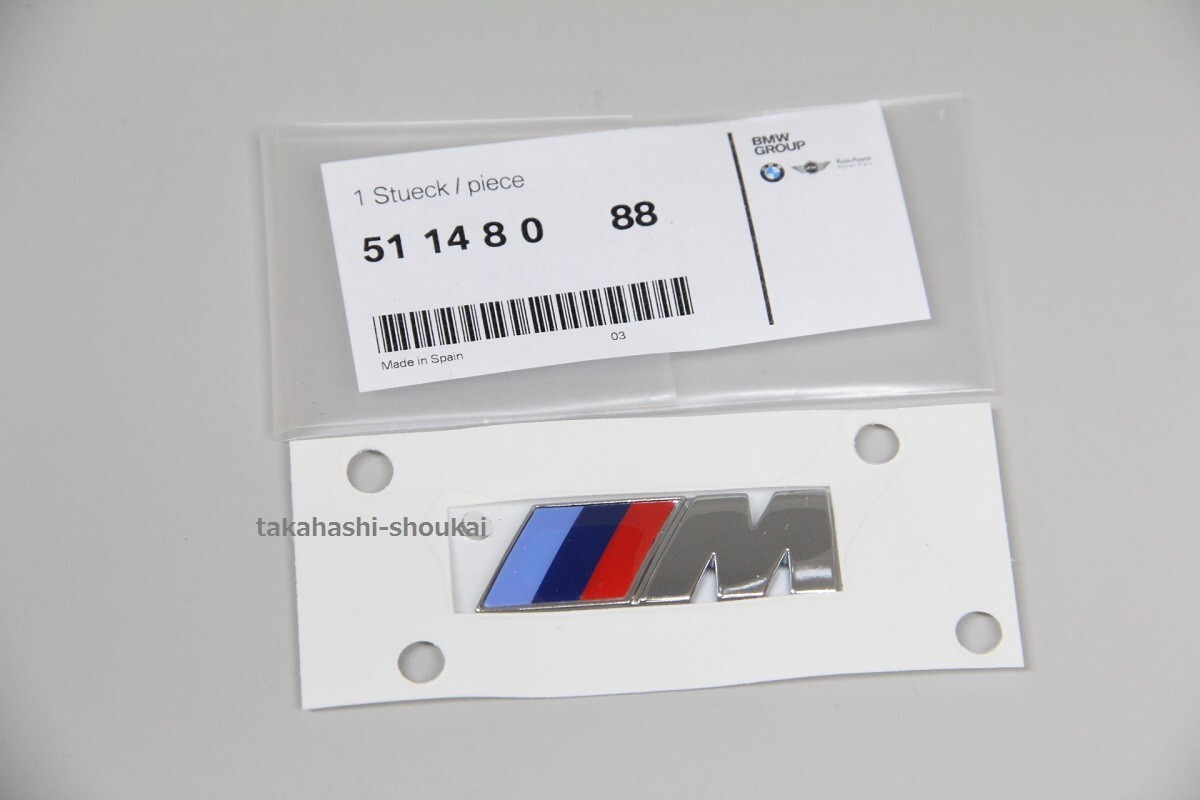 1 Stueck / piece
51 14 8 0 88
Made in Spain
03
BMW
GROUP
takahashi-shoukai
M